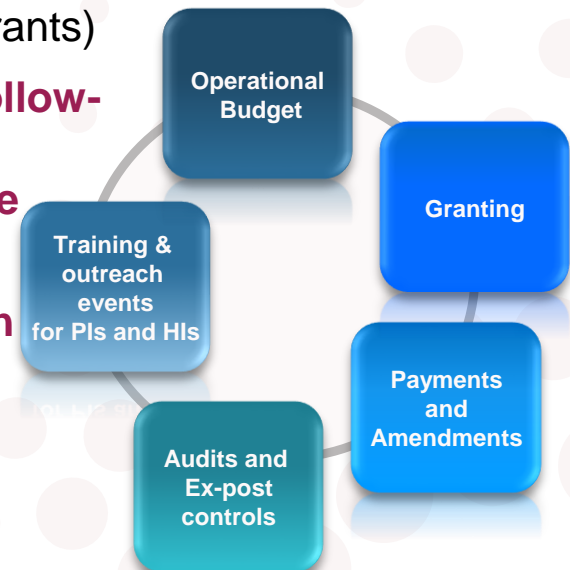 rants)
ollow-
e
n
Operational
Budget
Granting
Payments
and
Amendments
Audits and
Ex-post
controls
Training &
outreach
events
for PIs and HIs